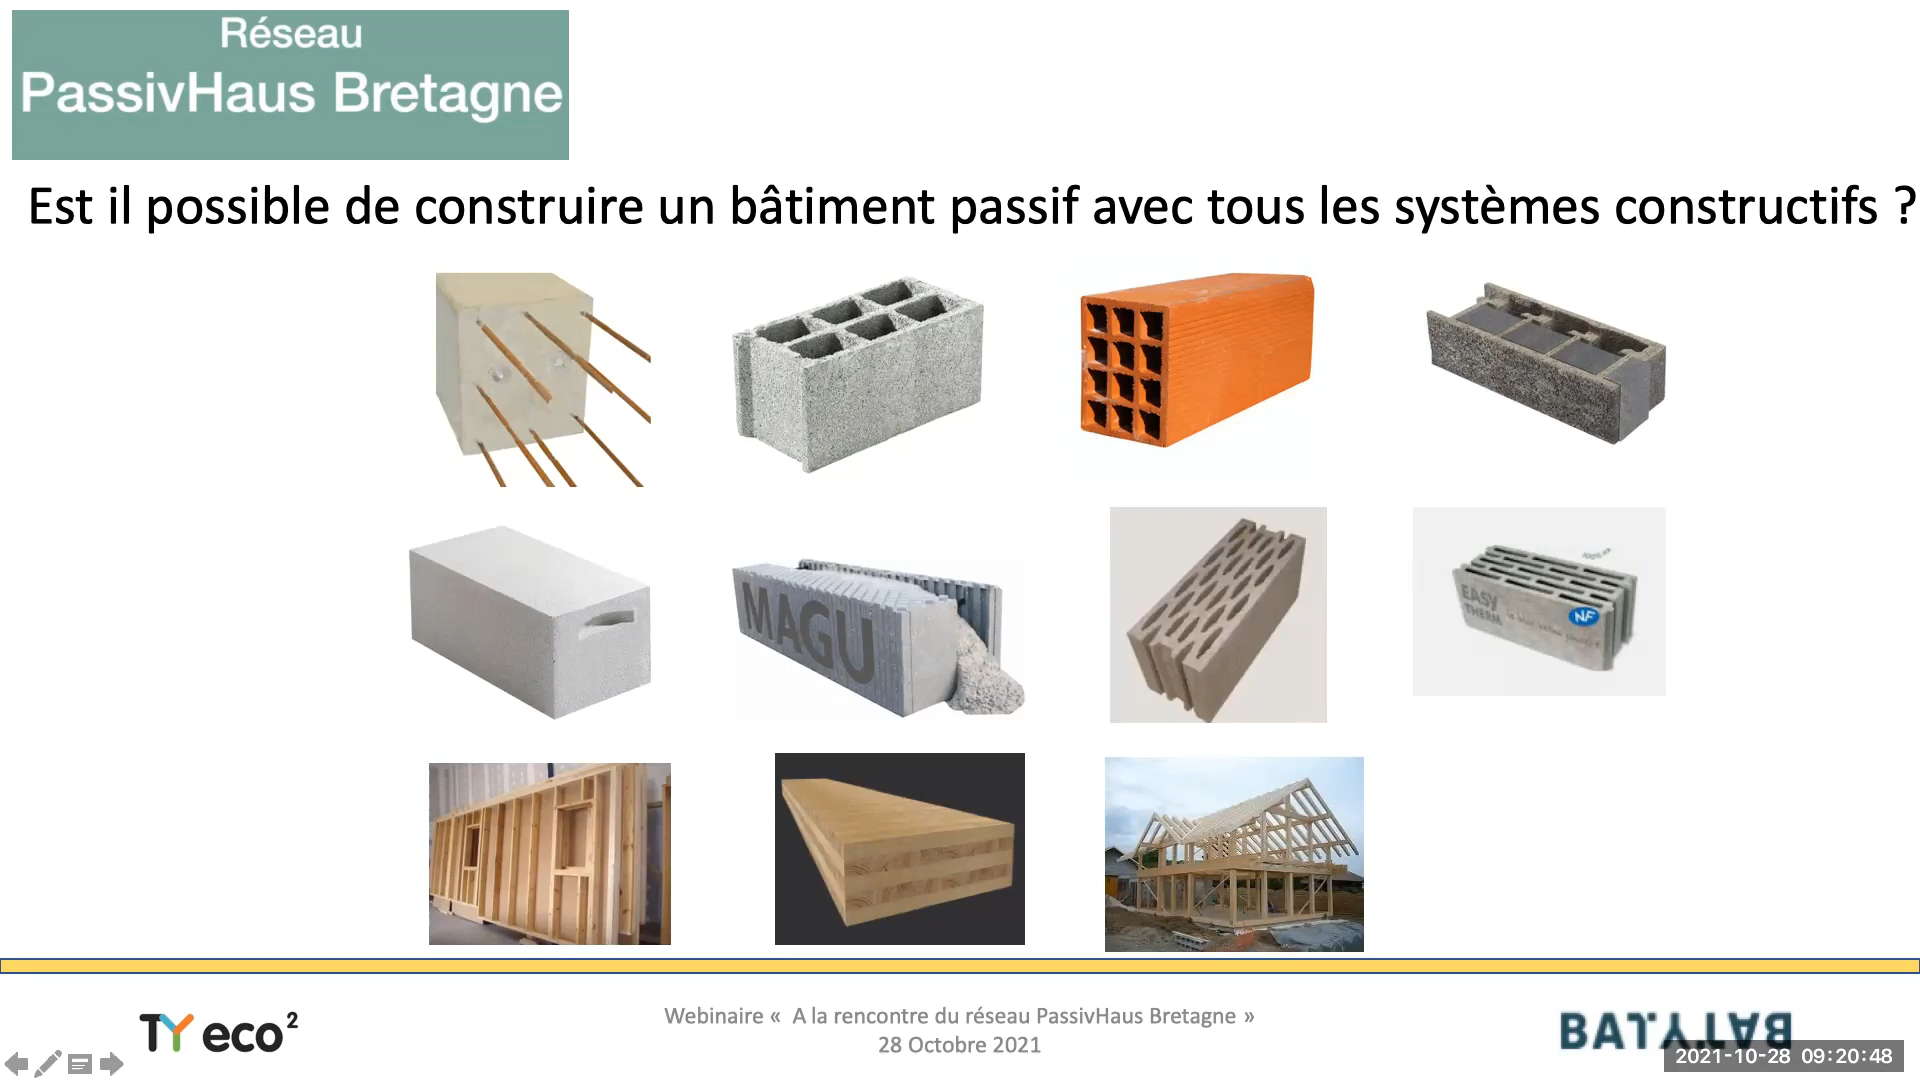 Réseau
PassivHaus Bretagne
Est il possible de construire un bâtiment passif avec tous les systèmes constructifs ?
MAGU
EASY
THERM
NF
TY eco²
Webinaire « A la rencontre du réseau PassivHaus Bretagne »
28 Octobre 2021
BATYLAB
2021-10-28 09:20:48